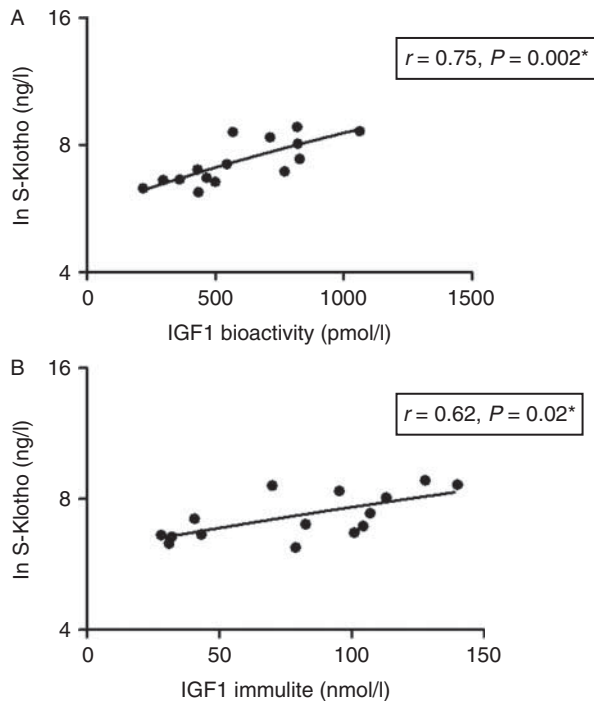 A
16
r = 0.75, P = 0.002*
ln S-Klotho (ng/l)
8
4
0 500 1000 1500
IGF1 bioactivity (pmol/l)
B
16
r = 0.62, P = 0.02*
ln S-Klotho (ng/l)
8
4
0 50 100 150
IGF1 immulite (nmol/l)